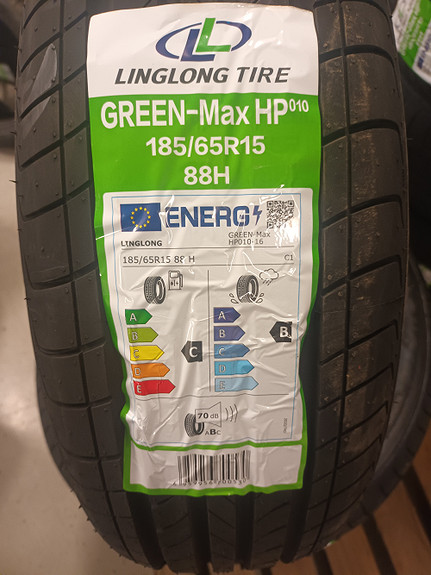 LINGLONG TIRE
GREEN-Max HP010
185/65R15
88H
ENERG
LINGLONG
GREEN-Max
HP010-16
185/65R15 88 H
C1
A
B
C
D
E
C
A
B
C
D
E
B
70 dB
ABC